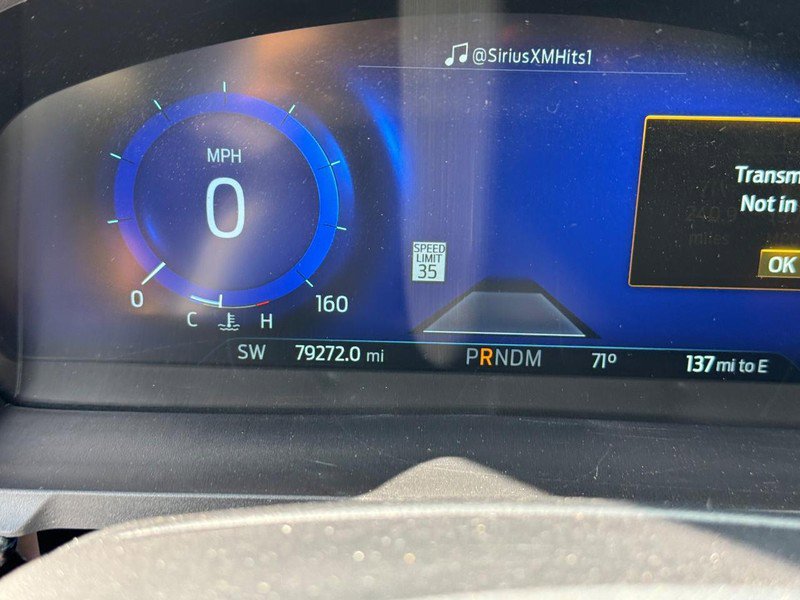 @SiriusXMHits1
MPH
0
SPEED
LIMIT
35
0
160
C
H
Transm
Not in
OK
SW 79272.0 mi PRNDM 71° 137 mi to E